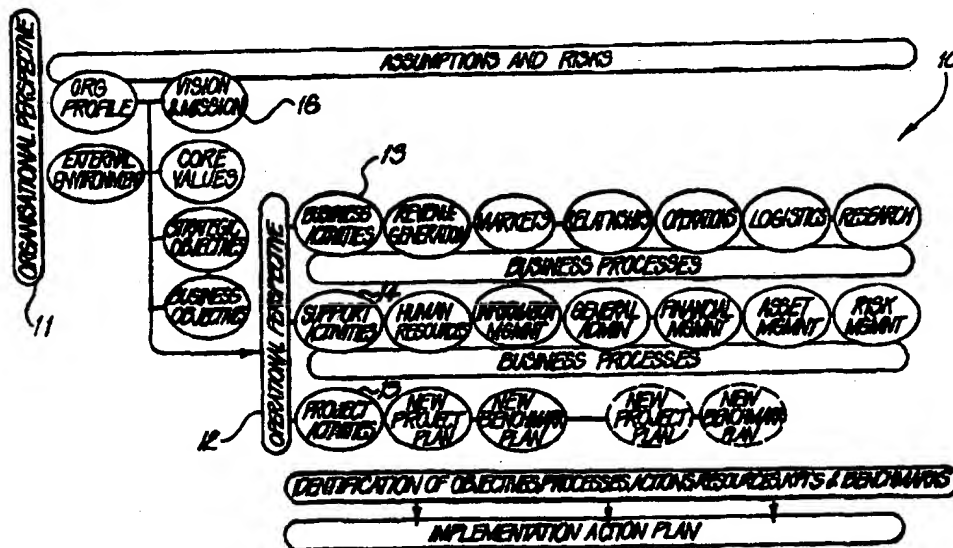 ORGANISATIONAL PERSPECTIVE
11
ASSUMPTIONS AND RISKS
10
ORG
PROFILE
VISION
& MISSION
16
EXTERNAL
ENVIRONMENT
CORE
VALUES
STRATEGIC
OBJECTIVES
BUSINESS
OBJECTIVES
OPERATIONAL PERSPECTIVE
12
13
BUSINESS
ACTIVITIES
REVENUE
GENERATION
MARKETS
RELATIONSHIPS
OPERATIONS
LOGISTICS
RESEARCH
BUSINESS PROCESSES
14
SUPPORT
ACTIVITIES
HUMAN
RESOURCES
INFORMATION
MGMNT
GENERAL
ADMIN
FINANCIAL
MGMNT
ASSET
MGMNT
RISK
MGMNT
BUSINESS PROCESSES
15
PROJECT
ACTIVITIES
NEW
PROJECT
PLAN
NEW
BENCHMARK
PLAN
NEW
PROJECT
PLAN
NEW
BENCHMARK
PLAN
IDENTIFICATION OF OBJECTIVES,PROCESSES,ACTIONS,RESOURCES,KPI'S & BENCHMARKS
IMPLEMENTATION ACTION PLAN